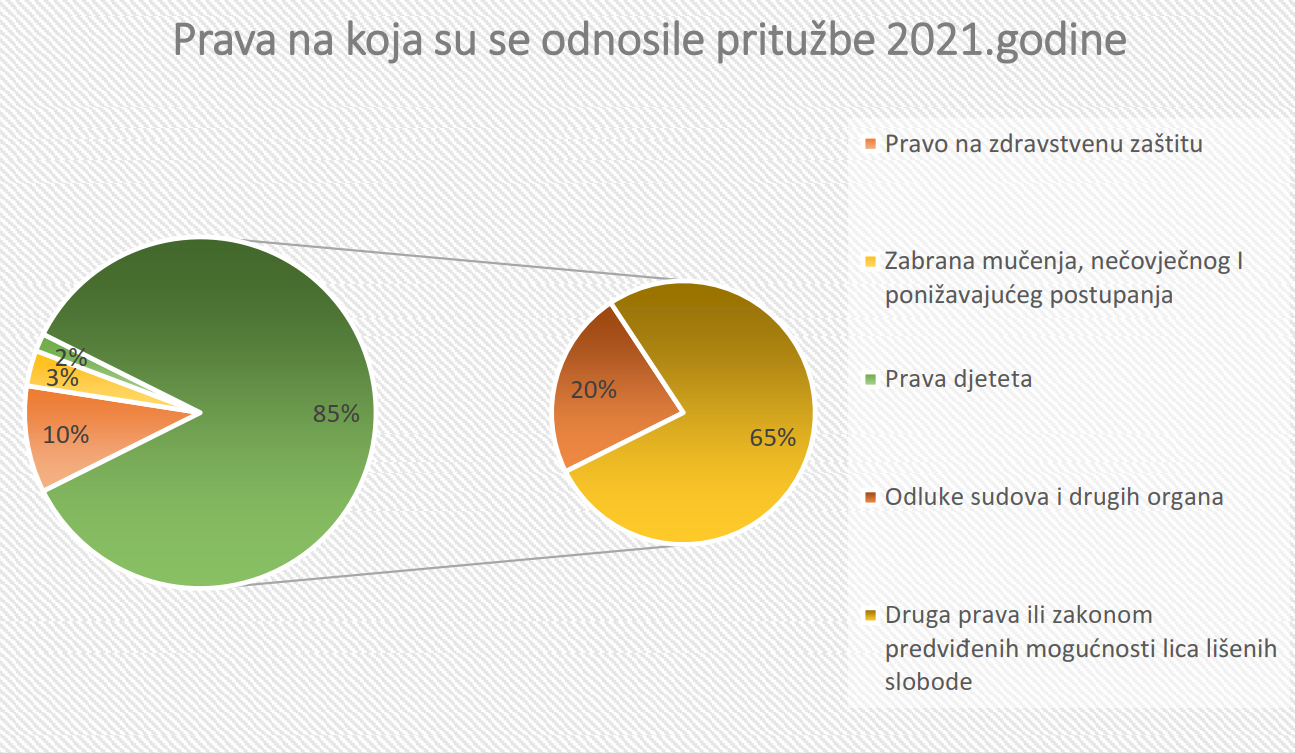 Prava na koja su se odnosile pritužbe 2021.godine
2%
3%
10%
85%
20%
65%
Pravo na zdravstvenu zaštitu
Zabrana mučenja, nečovječnog I
ponižavajućeg postupanja
Prava djeteta
Odluke sudova i drugih organa
Druga prava ili zakonom
predviđenih mogućnosti lica lišenih
slobode